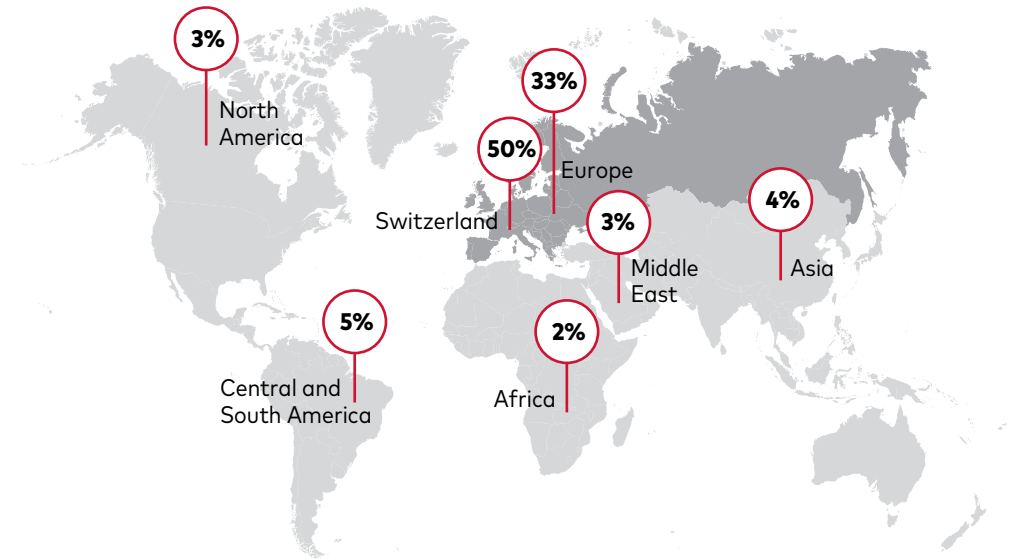 3%
North
America
33%
50%
Europe
Switzerland
4%
3%
Middle
East
Asia
5%
2%
Central and
South America
Africa